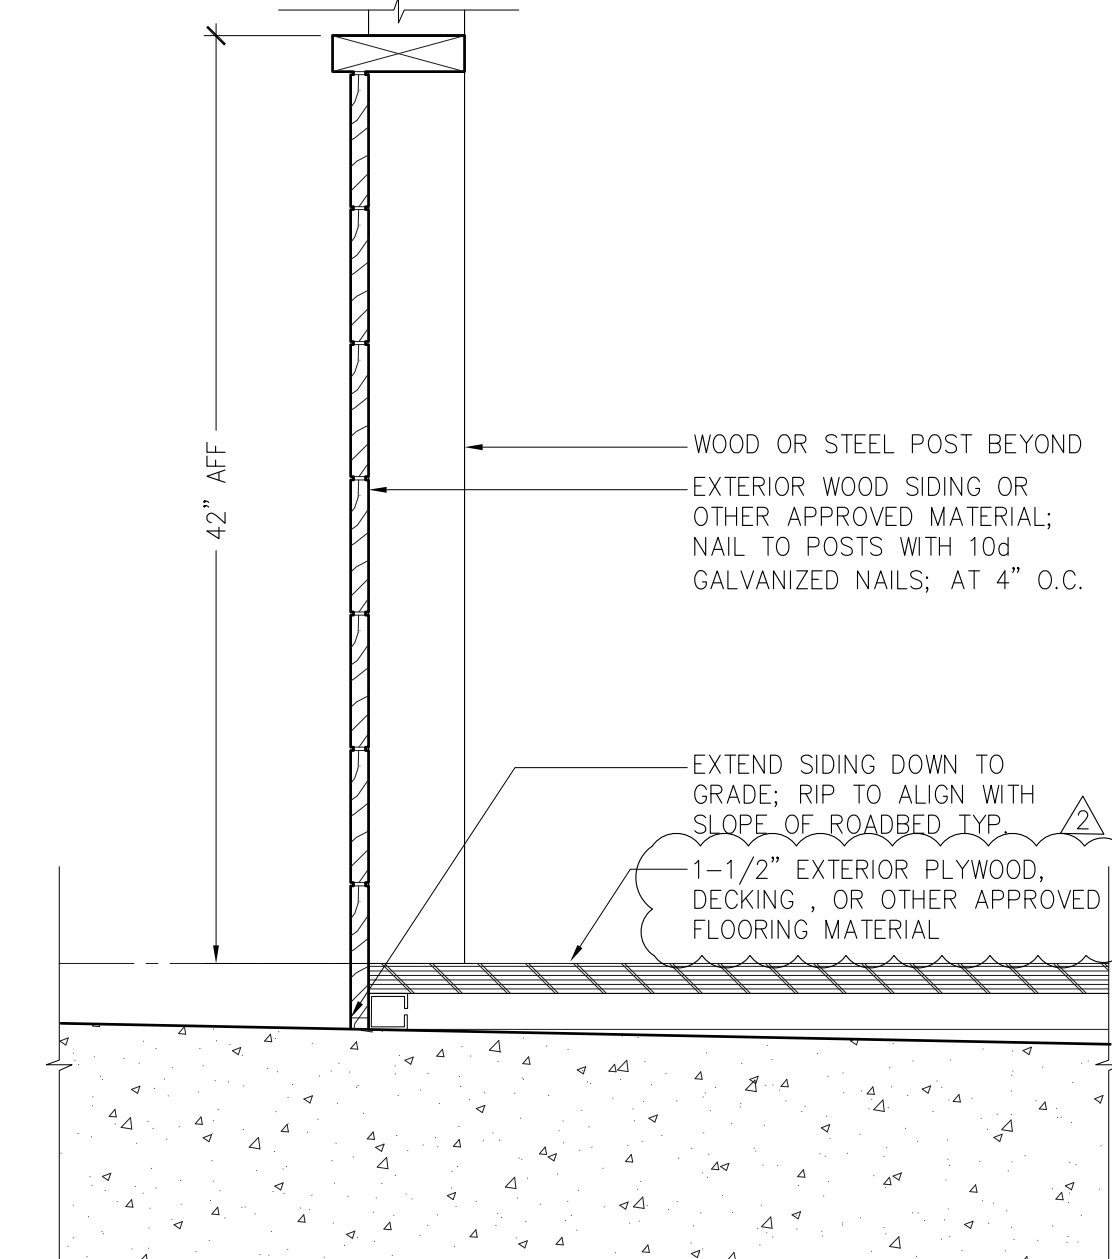 42” AFF
WOOD OR STEEL POST BEYOND
EXTERIOR WOOD SIDING OR
OTHER APPROVED MATERIAL;
NAIL TO POSTS WITH 10d
GALVANIZED NAILS; AT 4” O.C.
EXTEND SIDING DOWN TO
GRADE; RIP TO ALIGN WITH
SLOPE OF ROADBED TYP.
2
1-1/2” EXTERIOR PLYWOOD,
DECKING , OR OTHER APPROVED
FLOORING MATERIAL